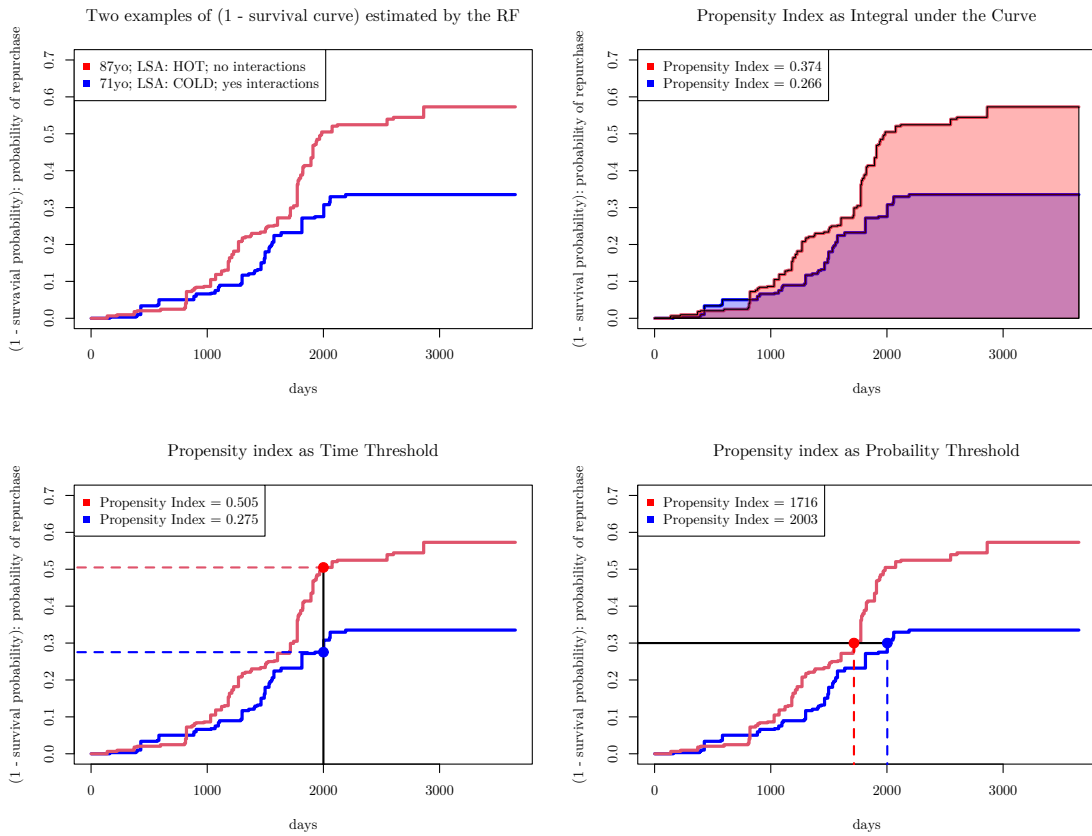 Two examples of (1 - survival curve) estimated by the RF
(1 - survavial probability): probability of repurchase
0.7
0.6
0.5
0.4
0.3
0.2
0.1
0.0
87yo; LSA: HOT; no interactions
71yo; LSA: COLD; yes interactions
0 1000 2000 3000
days
Propensity Index as Integral under the Curve
(1 - survival probability): probability of repurchase
0.7
0.6
0.5
0.4
0.3
0.2
0.1
0.0
Propensity Index = 0.374
Propensity Index = 0.266
0 1000 2000 3000
days
Propensity index as Time Threshold
(1 - survival probability): probability of repurchase
0.7
0.6
0.5
0.4
0.3
0.2
0.1
0.0
Propensity Index = 0.505
Propensity Index = 0.275
0 1000 2000 3000
days
Propensity index as Probaility Threshold
(1 - survival probability): probability of repurchase
0.7
0.6
0.5
0.4
0.3
0.2
0.1
0.0
Propensity Index = 1716
Propensity Index = 2003
0 1000 2000 3000
days